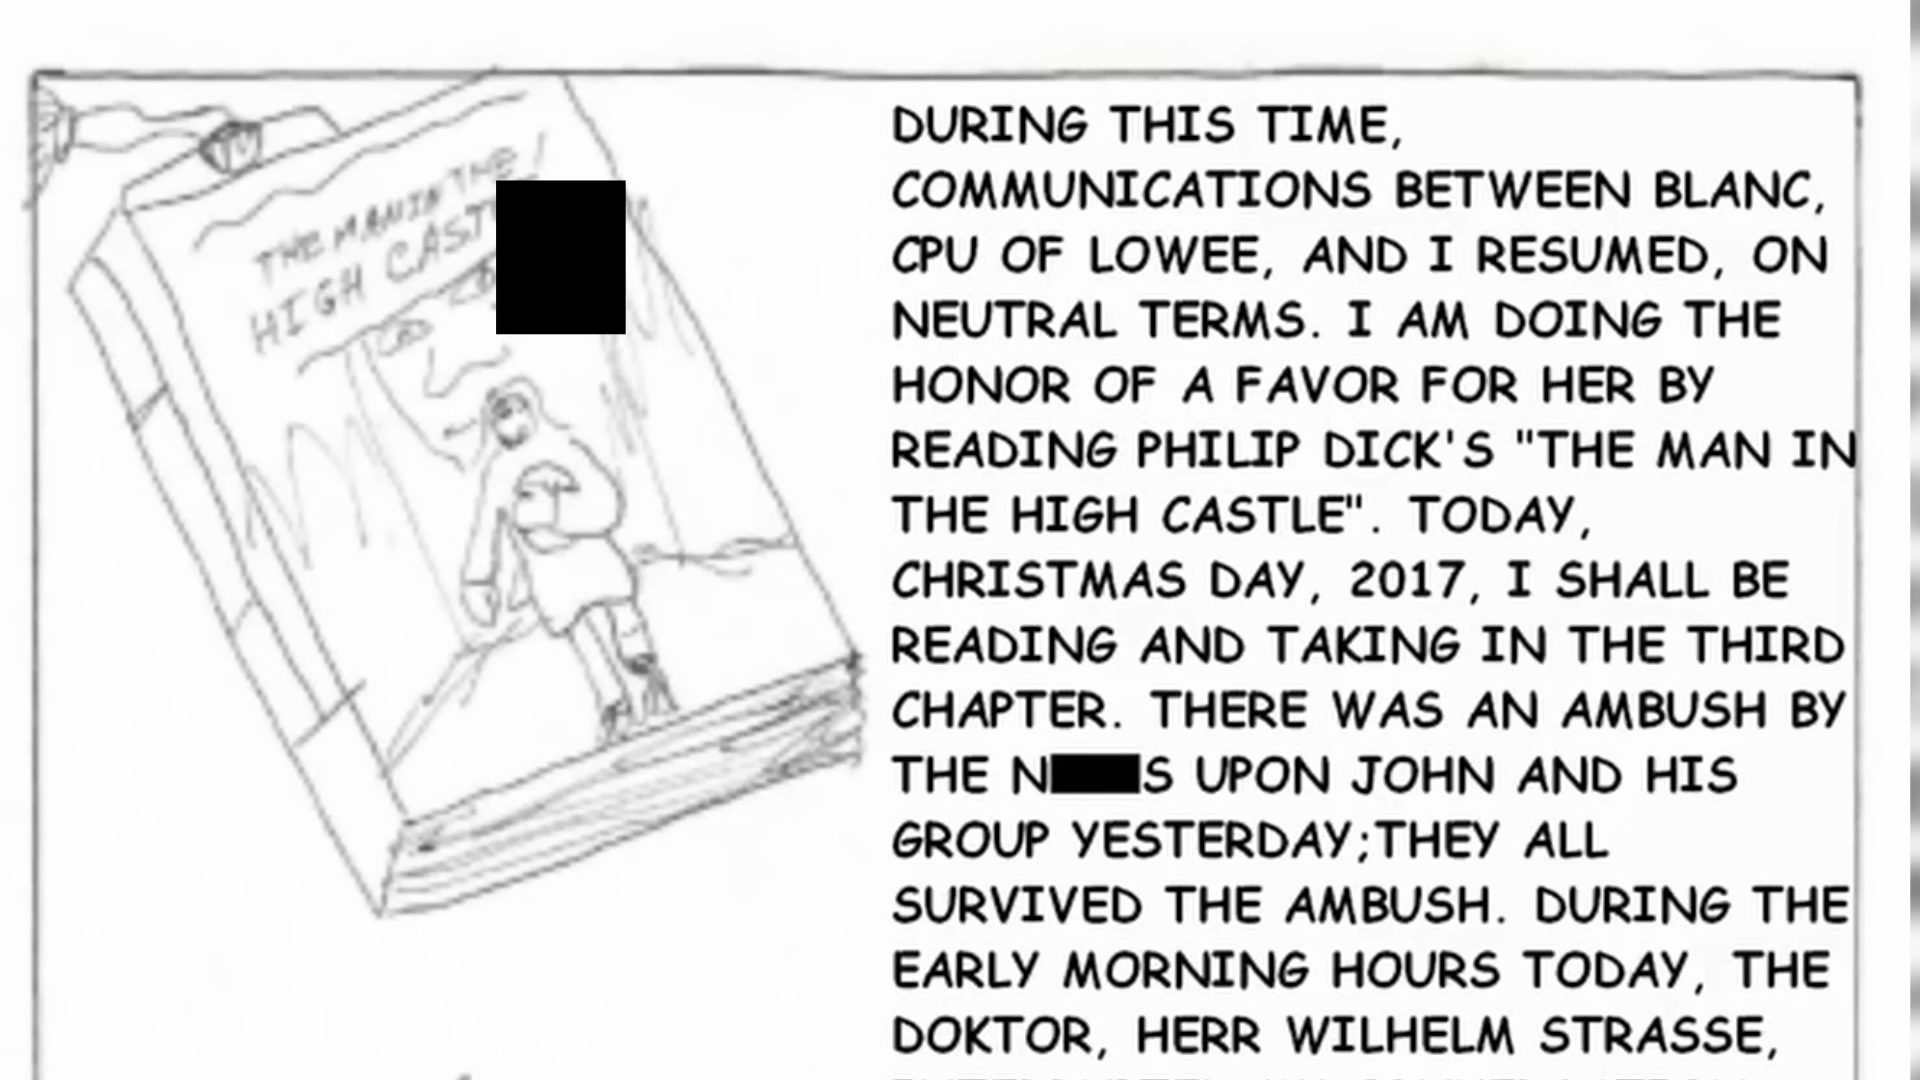 THE MAN IN THE
HIGH
DURING THIS TIME,
COMMUNICATIONS BETWEEN BLANC,
CPU OF LOWEE, AND I RESUMED, ON
NEUTRAL TERMS. I AM DOING THE
HONOR OF A FAVOR FOR HER BY
READING PHILIP DICK'S "THE MAN IN
THE HIGH CASTLE". TODAY,
CHRISTMAS DAY, 2017, I SHALL BE
READING AND TAKING IN THE THIRD
CHAPTER. THERE WAS AN AMBUSH BY
THE UPON JOHN AND HIS
GROUP YESTERDAY;THEY ALL
SURVIVED THE AMBUSH. DURING THE
EARLY MORNING HOURS TODAY, THE
DOKTOR, HERR WILHELM STRASSE,